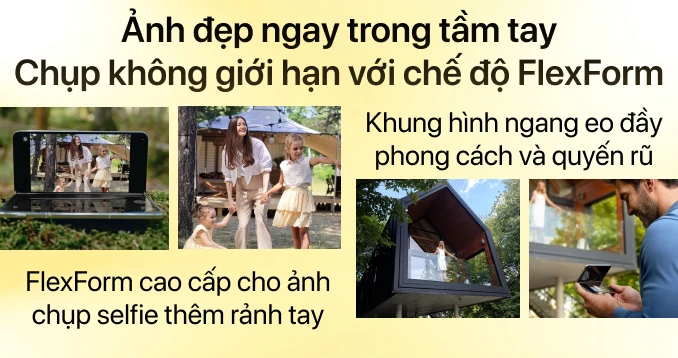 Ảnh đẹp ngay trong tầm tay
Chụp không giới hạn với chế độ FlexForm
Khung hình ngang eo đầy
phong cách và quyến rũ
FlexForm cao cấp cho ảnh
chụp selfie thêm rảnh tay